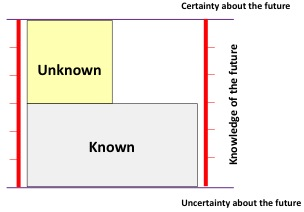 Certainty about the future
Unknown
Known
Knowledge of the future
Uncertainty about the future